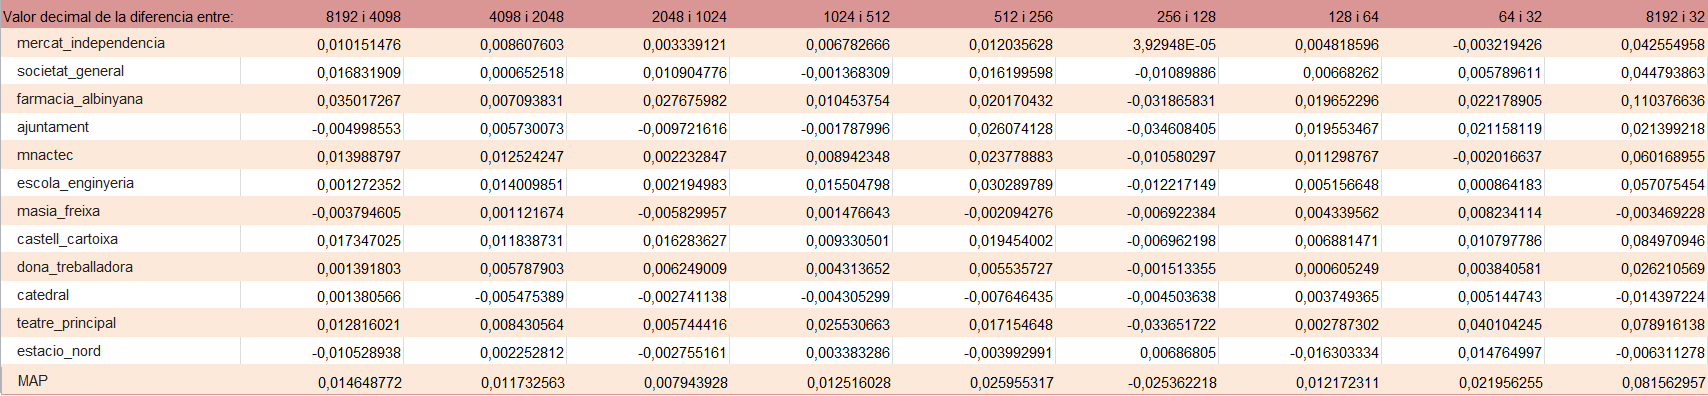 Valor decimal de la diferencia entre: 8192 i 4098 4098 i 2048 2048 i 1024 1024 i 512 512 i 256 256 i 128 128 i 64 64 i 32 8192 i 32
mercat_independencia 0,010151476 0,008607603 0,003339121 0,006782666 0,012035628 3,92948E-05 0,004818596 -0,003219426 0,042554958
societat_general 0,016831909 0,000652518 0,010904776 -0,001368309 0,016199598 -0,01089886 0,00668262 0,005789611 0,044793863
farmacia_albinyana 0,035017267 0,007093831 0,027675982 0,010453754 0,020170432 -0,031865831 0,019652296 0,022178905 0,110376636
ajuntament -0,004998553 0,005730073 -0,009721616 -0,001787996 0,026074128 -0,034608405 0,019553467 0,021158119 0,021399218
mnactec 0,013988797 0,012524247 0,002232847 0,008942348 0,023778883 -0,010580297 0,011298767 -0,002016637 0,060168955
escola_enginyeria 0,001272352 0,014009851 0,002194983 0,015504798 0,030289789 -0,012217149 0,005156648 0,000864183 0,057075454
masia_freixa -0,003794605 0,001121674 -0,005829957 0,001476643 -0,002094276 -0,006922384 0,004339562 0,008234114 -0,003469228
castell_cartoixa 0,017347025 0,011838731 0,016283627 0,009330501 0,019454002 -0,006962198 0,006881471 0,010797786 0,084970946
dona_treballadora 0,001391803 0,005787903 0,006249009 0,004313652 0,005535727 -0,001513355 0,000605249 0,003840581 0,026210569
catedral 0,001380566 -0,005475389 -0,002741138 -0,004305299 -0,007646435 -0,004503638 0,003749365 0,005144743 -0,014397224
teatre_principal 0,012816021 0,008430564 0,005744416 0,025530663 0,017154648 -0,033651722 0,002787302 0,040104245 0,078916138
estacio_nord -0,010528938 0,002252812 -0,002755161 0,003383286 -0,003992991 0,00686805 -0,016303334 0,014764997 -0,006311278
MAP 0,014648772 0,011732563 0,007943928 0,012516028 0,025955317 -0,025362218 0,012172311 0,021956255 0,081562957